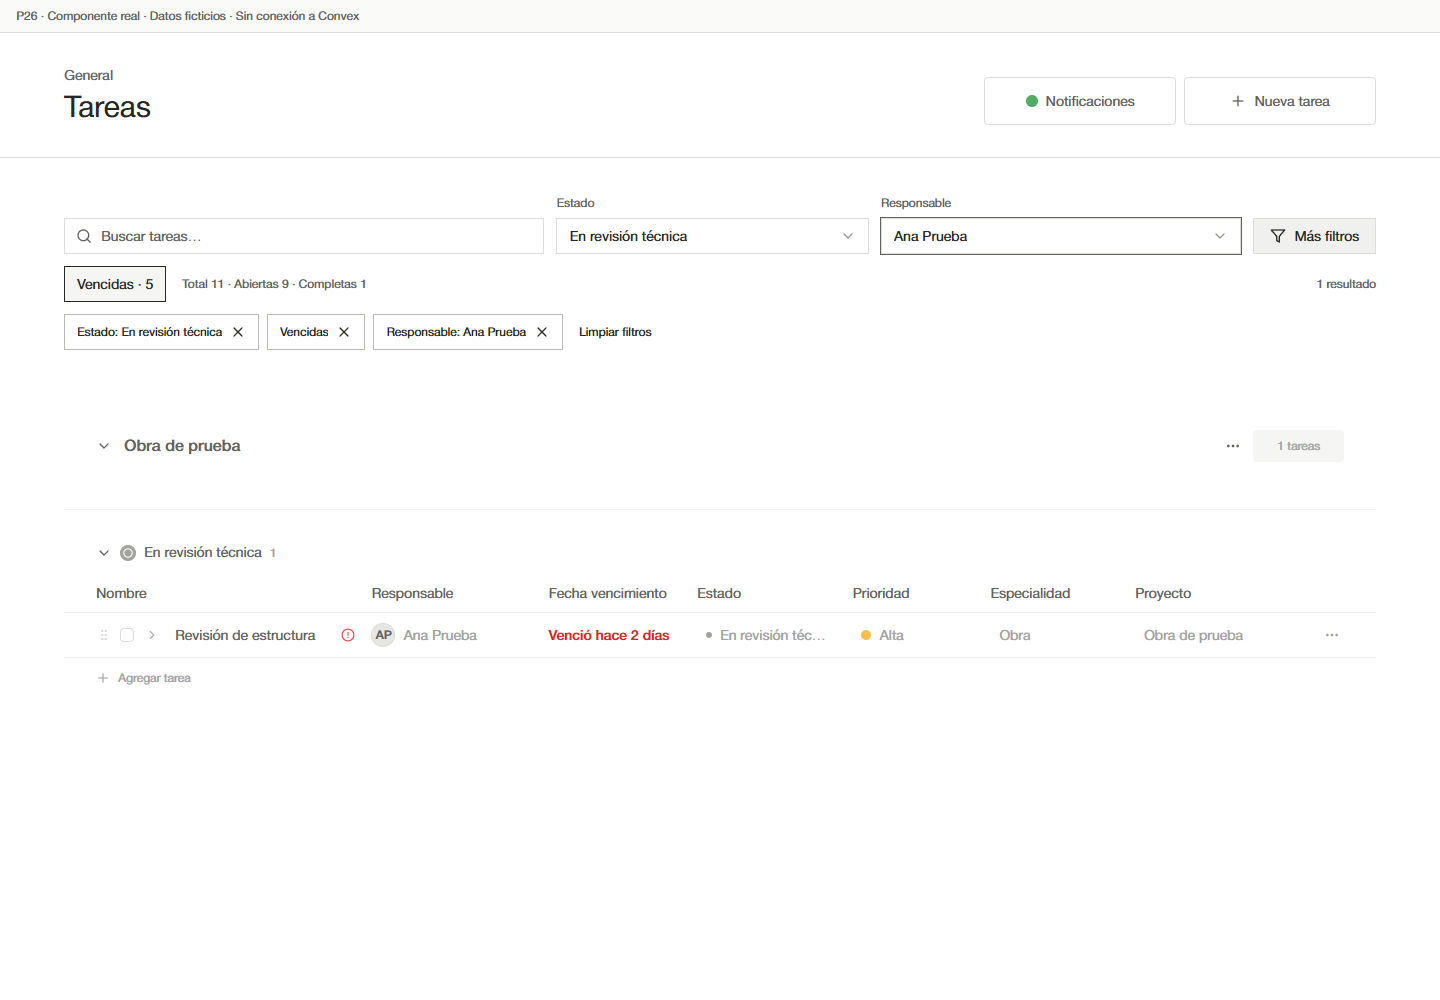 P26 · Componente real · Datos ficticios · Sin conexión a Convex
General
Tareas
Notificaciones
Nueva tarea
Estado
Responsable
Buscar tareas…
En revisión técnica
Ana Prueba
Más filtros
Vencidas · 5
Total 11 · Abiertas 9 · Completas 1
1 resultado
Estado: En revisión técnica
Vencidas
Responsable: Ana Prueba
Limpiar filtros
Obra de prueba
1 tareas
En revisión técnica 1
Nombre Responsable Fecha vencimiento Estado Prioridad Especialidad Proyecto
Revisión de estructura AP Ana Prueba Venció hace 2 días En revisión téc… Alta Obra Obra de prueba
Agregar tarea